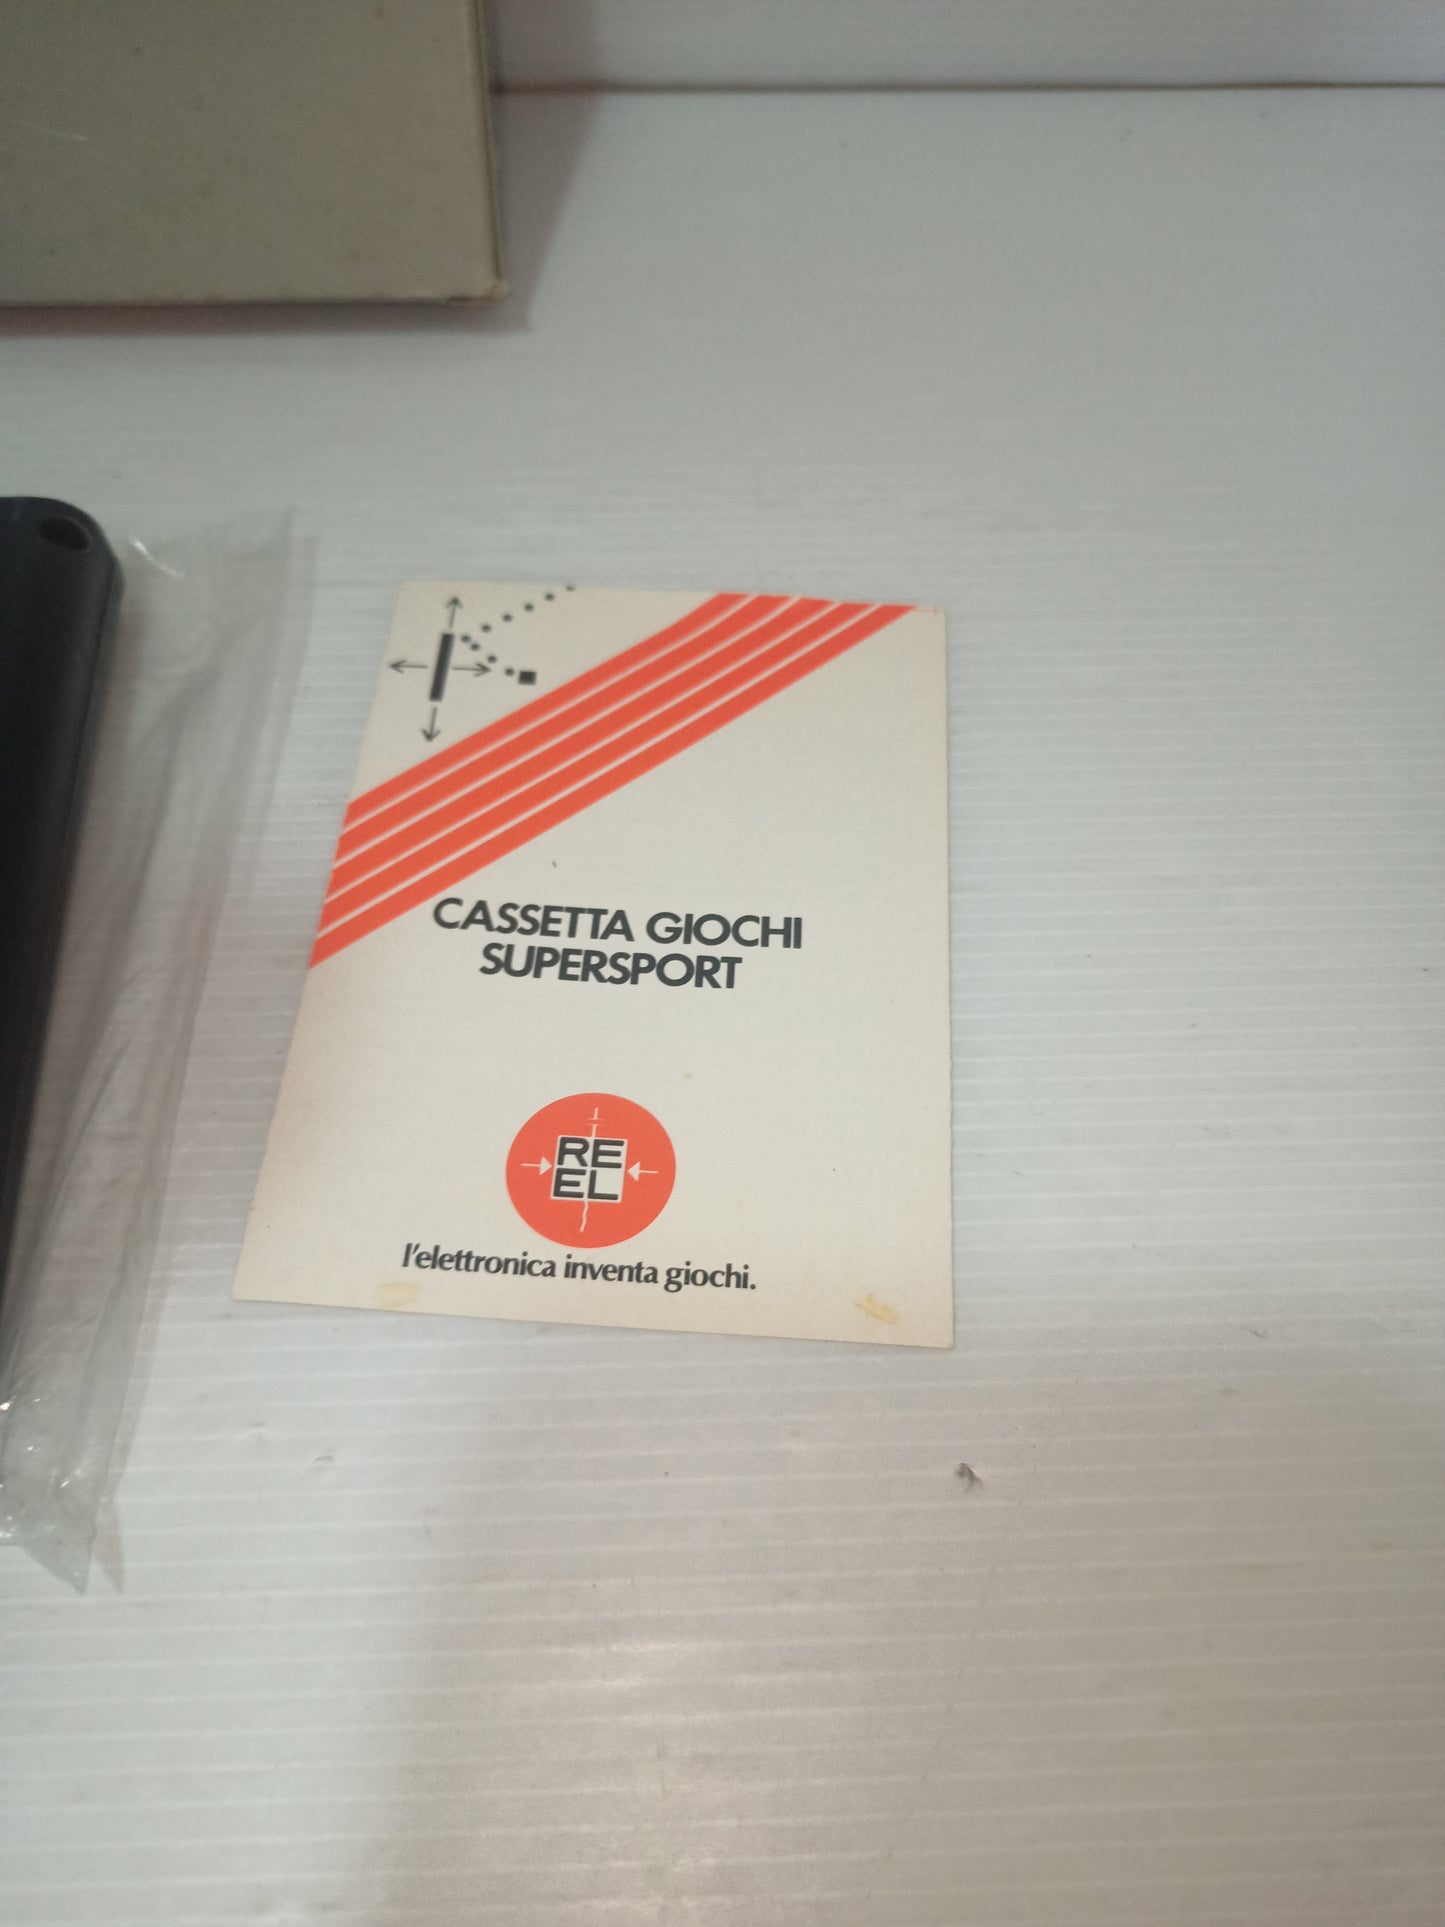 CASSETTA GIOCHI
SUPERSPORT
RE
EL
l'elettronica inventa giochi.